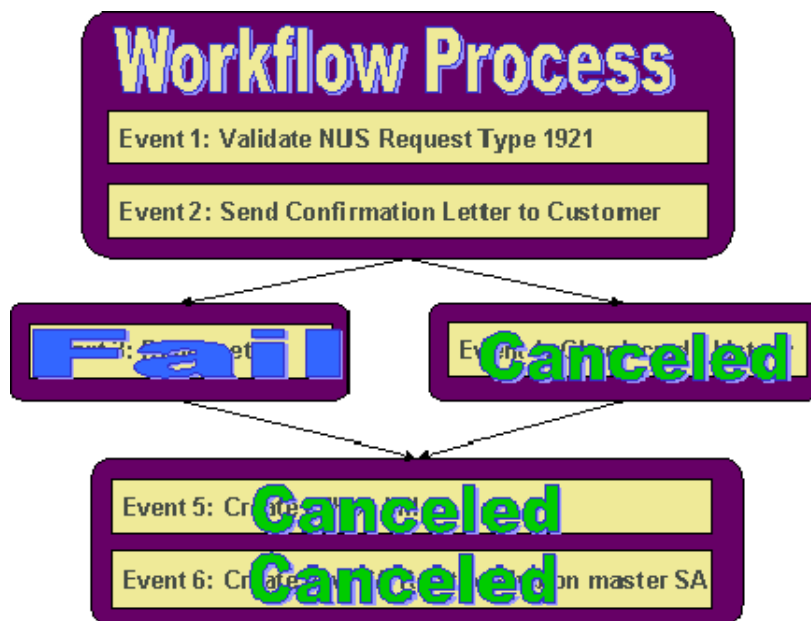 Workflow Process
Event 1: Validate NUS Request Type 1921
Event 2: Send Confirmation Letter to Customer
Fail
Event Canceled
Event 5: Canceled
Event 6: Canceled on master SA